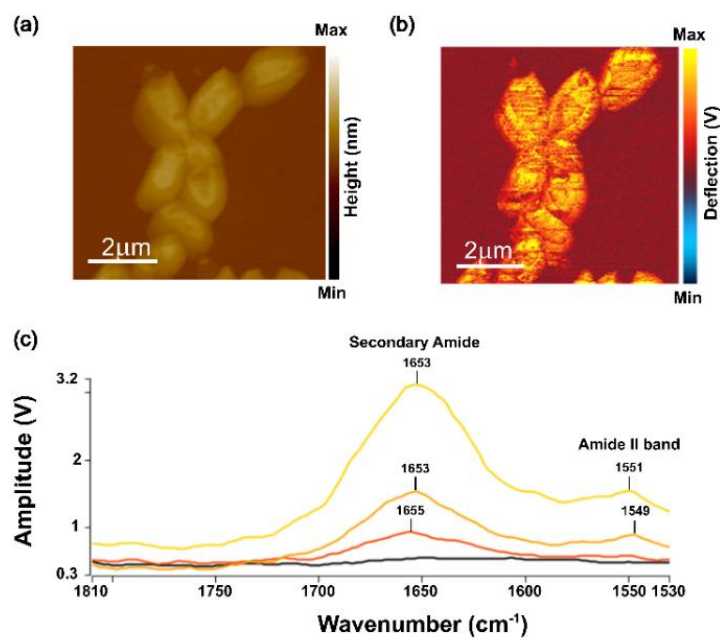 (a)
Max
Height (nm)
2μm
Min
(b)
Max
Deflection (V)
2μm
Min
(c)
Secondary Amide
1653
Amide II band
1653
1551
1655
1549
3.2
2
1
0.3
Amplitude (V)
1810
1750
1700
1650
1600
1550
1530
Wavenumber (cm⁻¹)